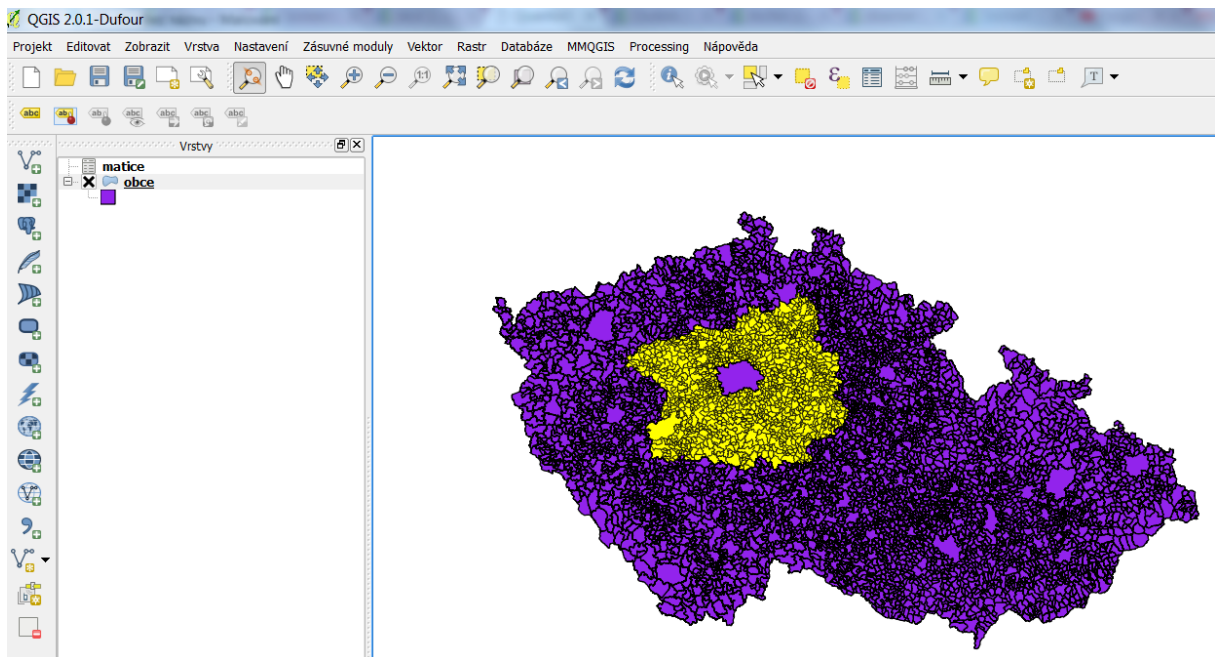 QGIS 2.0.1-Dufour
Projekt Editovat Zobrazit Vrstva Nastavení Zásuvné moduly Vektor Rastr Databáze MMQGIS Processing Nápověda
abc
Vrstvy
matice
obce